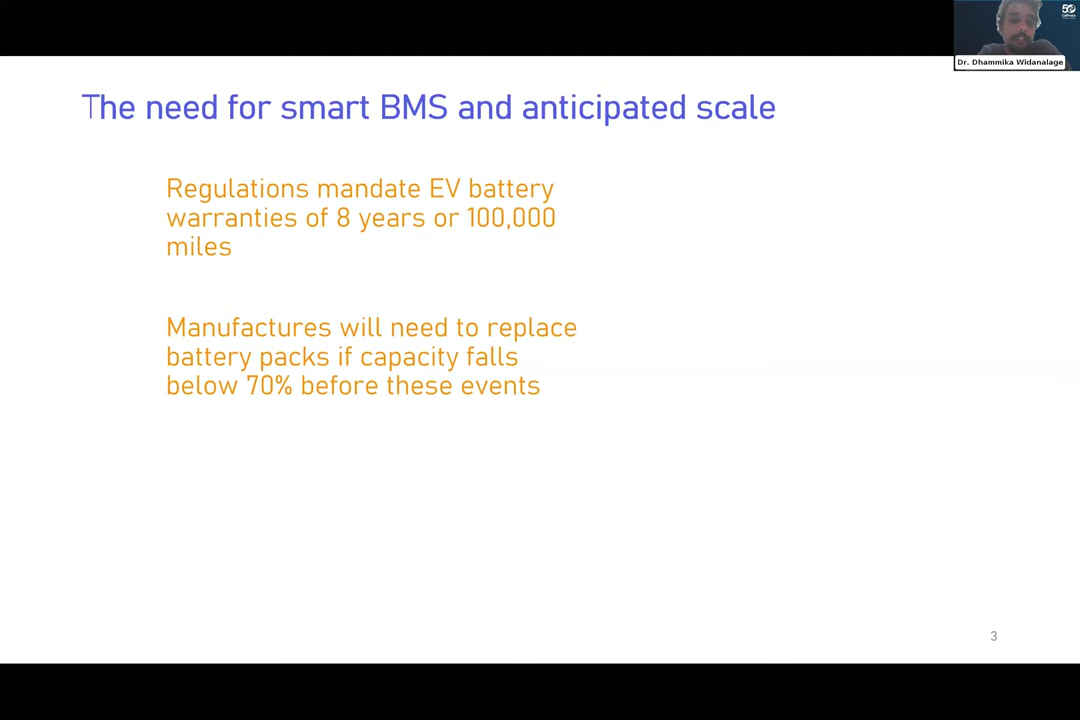 50
CellPress
Dr. Dhammika Widanalage
The need for smart BMS and anticipated scale
Regulations mandate EV battery
warranties of 8 years or 100,000
miles
Manufactures will need to replace
battery packs if capacity falls
below 70% before these events
3